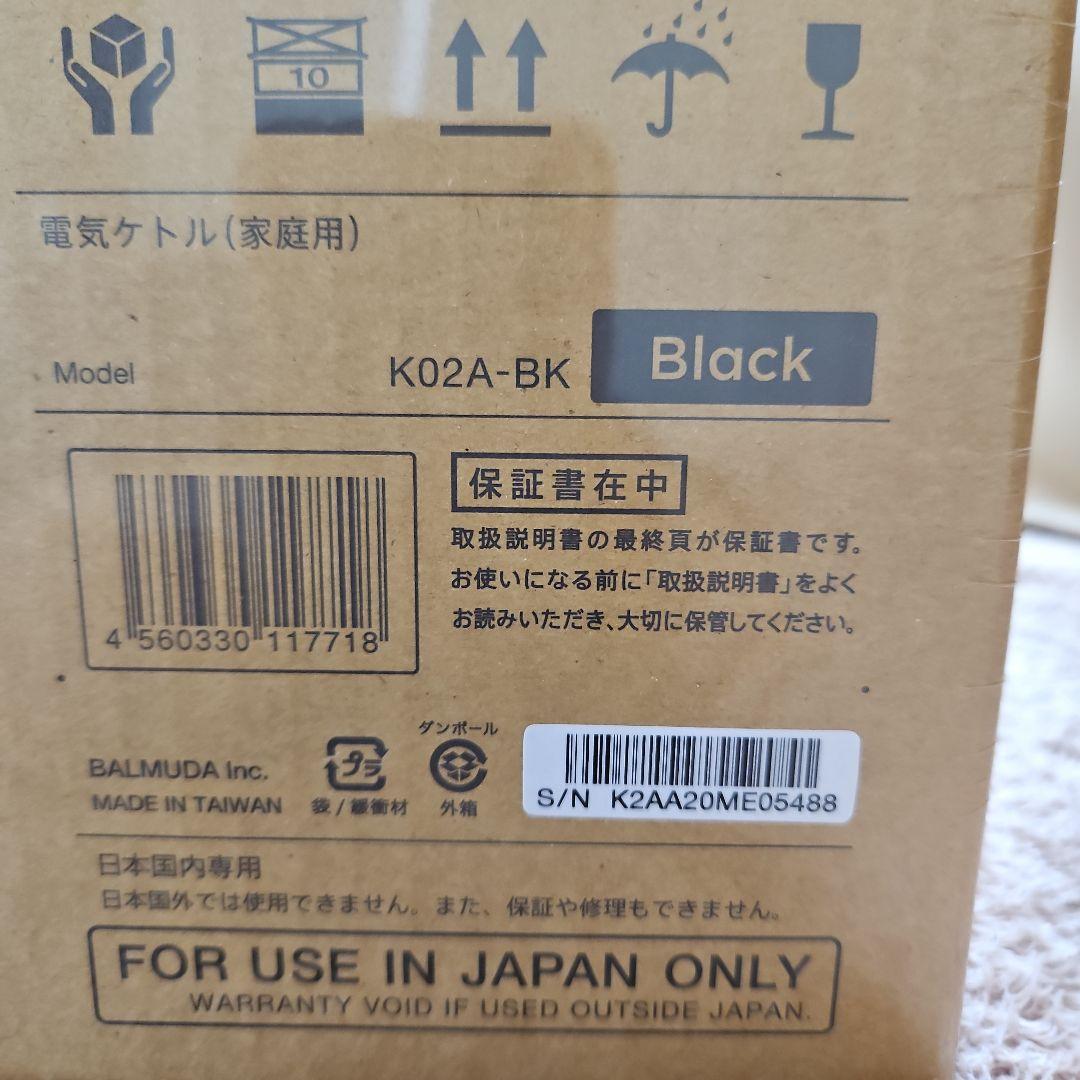 10
電気ケトル(家庭用)
Model K02A-BK Black
4 560330 117718
保証書在中
取扱説明書の最終頁が保証書です。
お使いになる前に「取扱説明書」をよく
お読みいただき、大切に保管してください。
BALMUDA Inc.
MADE IN TAIWAN
プラ
袋/緩衝材
ダンボール
外箱
S/N K2AA20ME05488
日本国内専用
日本国外では使用できません。また、保証や修理もできません。
FOR USE IN JAPAN ONLY
WARRANTY VOID IF USED OUTSIDE JAPAN.